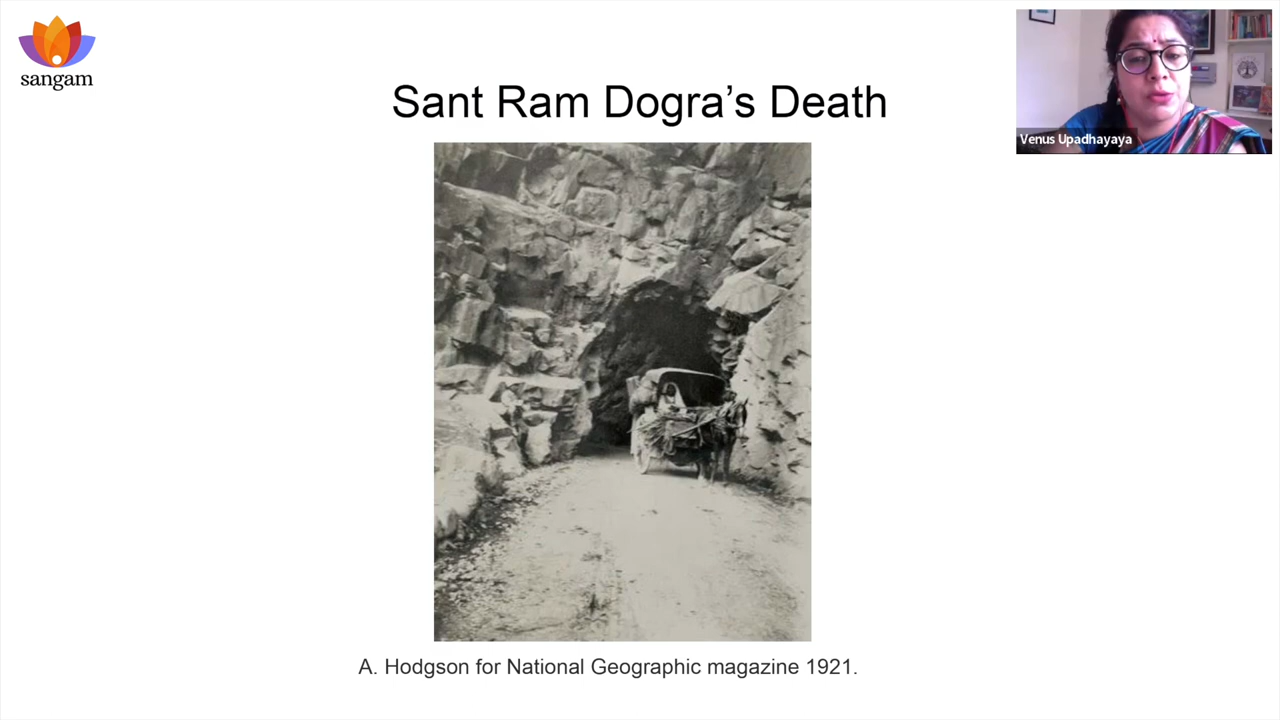 sangam
Sant Ram Dogra’s Death
Venus Upadhayaya
A. Hodgson for National Geographic magazine 1921.